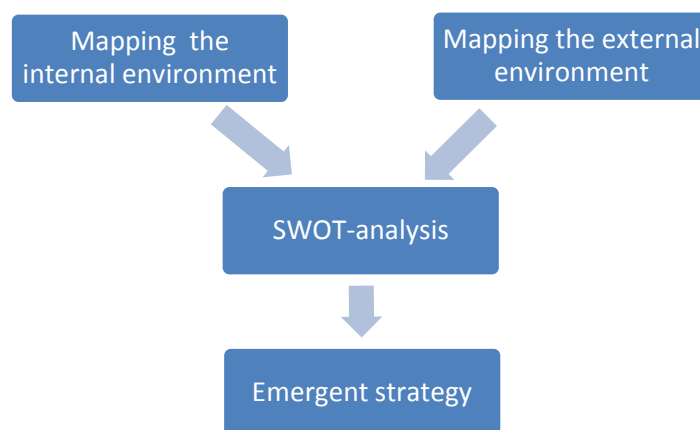 Mapping the
internal environment
Mapping the external
environment
SWOT-analysis
Emergent strategy